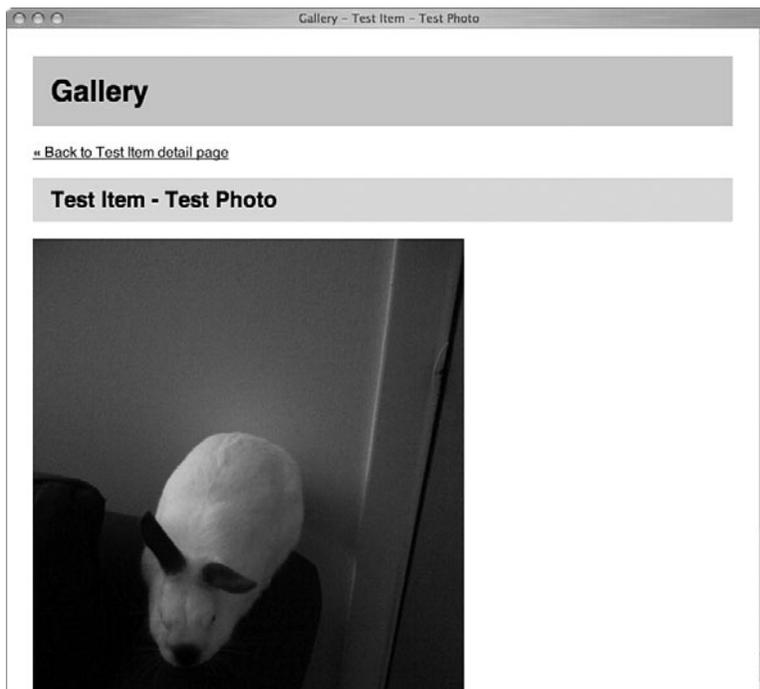 Gallery – Test Item – Test Photo
Gallery
« Back to Test Item detail page
Test Item - Test Photo